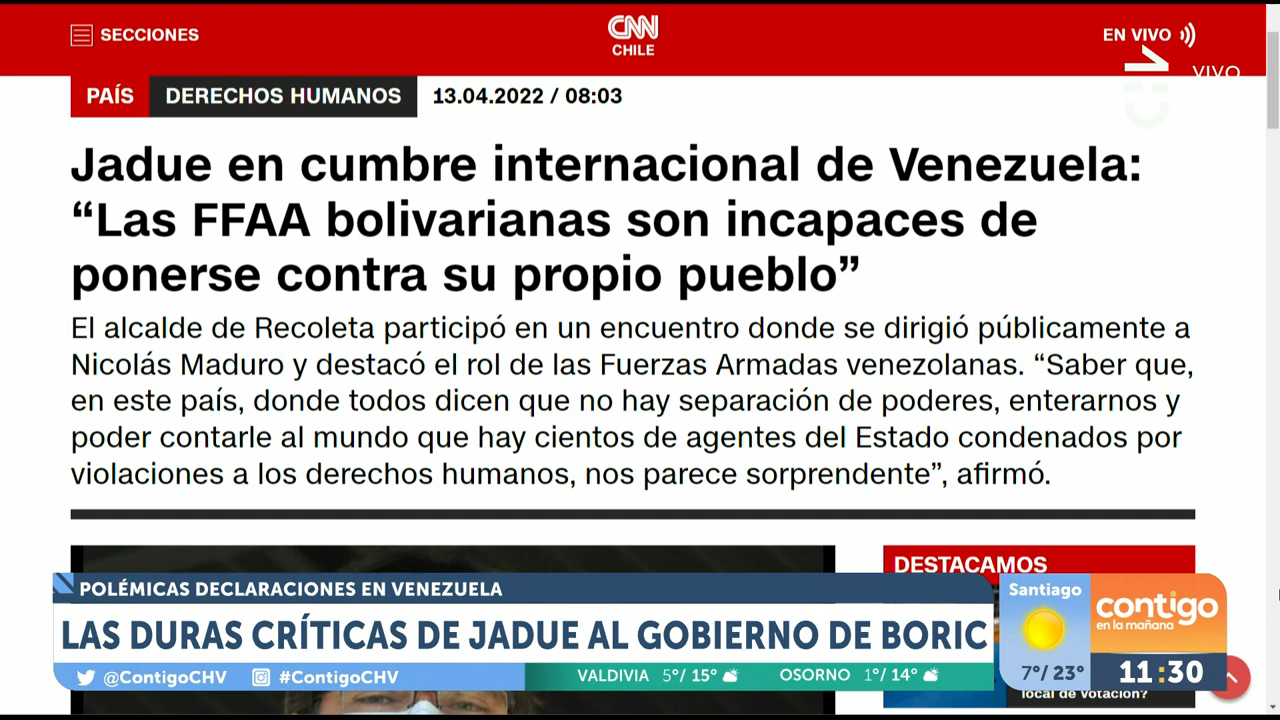 SECCIONES
CNN
CHILE
EN VIVO
CHV
VIVO
PAÍS
DERECHOS HUMANOS
13.04.2022 / 08:03
Jadue en cumbre internacional de Venezuela:
“Las FFAA bolivarianas son incapaces de
ponerse contra su propio pueblo”
El alcalde de Recoleta participó en un encuentro donde se dirigió públicamente a
Nicolás Maduro y destacó el rol de las Fuerzas Armadas venezolanas. “Saber que,
en este país, donde todos dicen que no hay separación de poderes, enterarnos y
poder contarle al mundo que hay cientos de agentes del Estado condenados por
violaciones a los derechos humanos, nos parece sorprendente”, afirmó.
DESTACAMOS
POLÉMICAS DECLARACIONES EN VENEZUELA
LAS DURAS CRÍTICAS DE JADUE AL GOBIERNO DE BORIC
Santiago
7°/ 23°
contigo
en la mañana
11:30
@ContigoCHV
#ContigoCHV
VALDIVIA 5°/ 15°
OSORNO 1°/ 14°
local de votación?